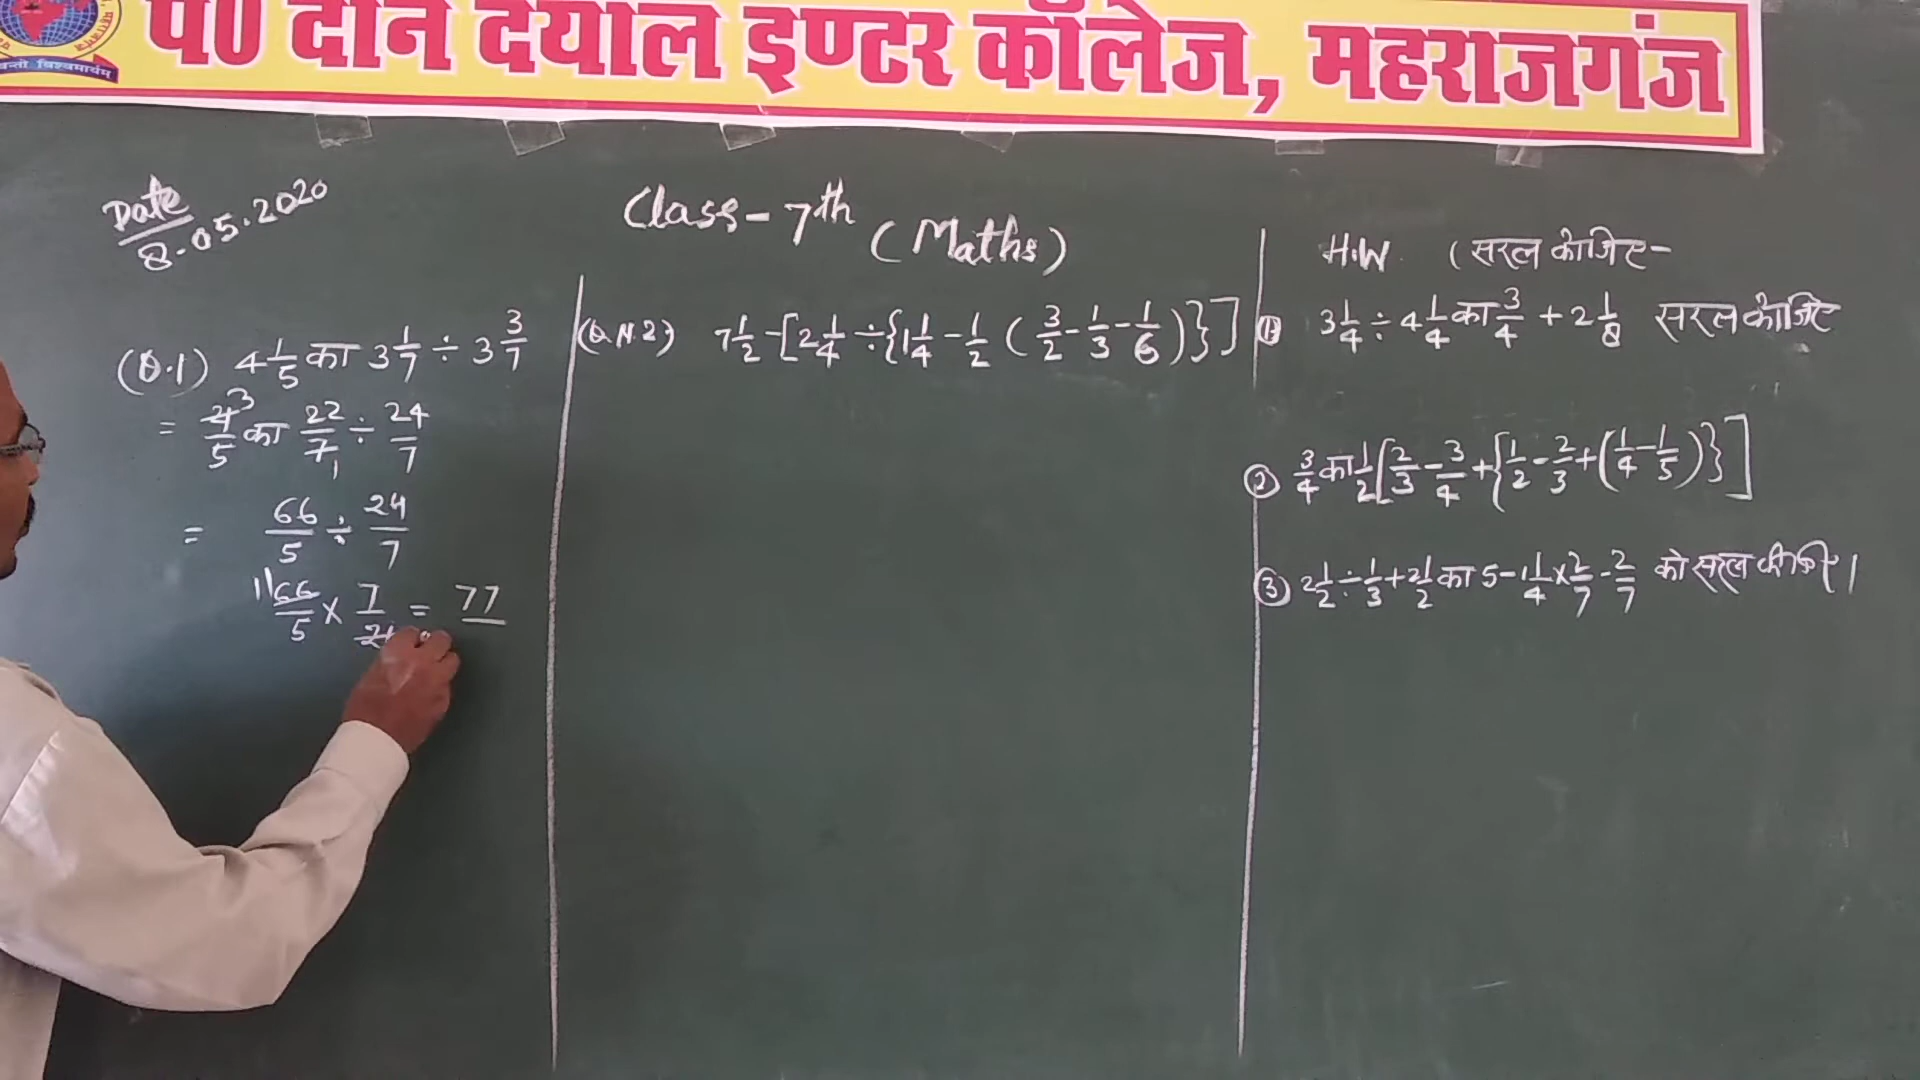 पं0 दीन दयाल इण्टर कॉलेज, महराजगंज
Date
8.05.2020
Class - 7th (Maths)
(Q.1) 4 1/5 का 3 1/7 ÷ 3 3/7
= 21/5 3 का 22/7 1 ÷ 24/7
= 66/5 ÷ 24/7
11 66/5 × 7/24 = 77
(Q.N.2) 7 1/2 - [2 1/4 ÷ {1 1/4 - 1/2 (3/2 - 1/3 - 1/6)}]
H.W. (सरल कीजिए-
① 3 1/4 ÷ 4 1/4 का 3/4 + 2 1/8 सरल कीजिए
② 3/4 का 1/2 [2/3 - 3/4 + {1/2 - 2/3 + (1/4 - 1/5)}]
③ 2 1/2 ÷ 1/3 + 2 1/2 का 5 - 1 1/4 × 2/7 - 2/7 को सरल कीजिए।